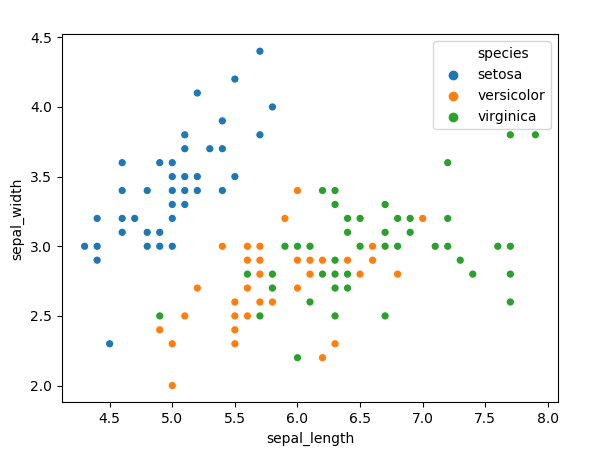 4.5
4.0
3.5
3.0
2.5
2.0
sepal_width
species
setosa
versicolor
virginica
4.5 5.0 5.5 6.0 6.5 7.0 7.5 8.0
sepal_length